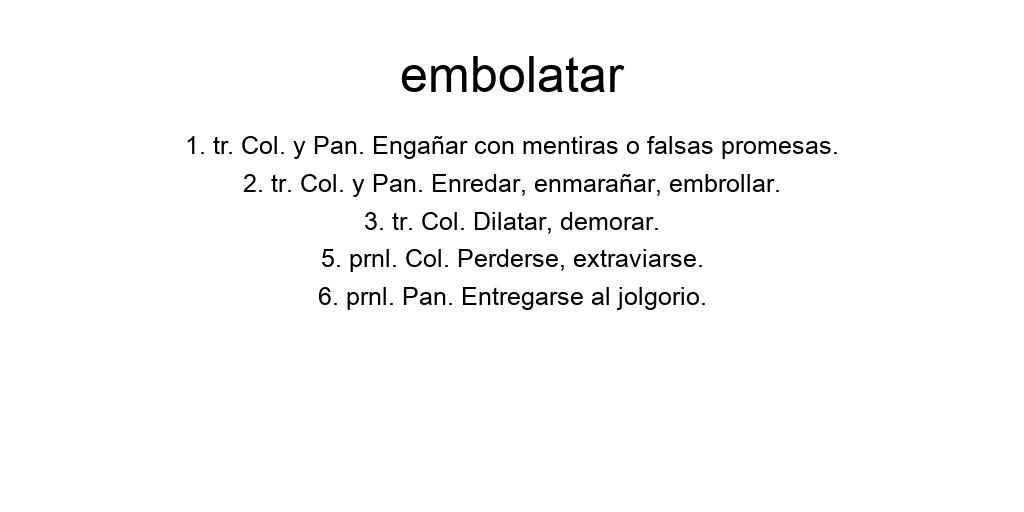 embolatar
1. tr. Col. y Pan. Engañar con mentiras o falsas promesas.
2. tr. Col. y Pan. Enredar, enmarañar, embrollar.
3. tr. Col. Dilatar, demorar.
5. prnl. Col. Perderse, extraviarse.
6. prnl. Pan. Entregarse al jolgorio.